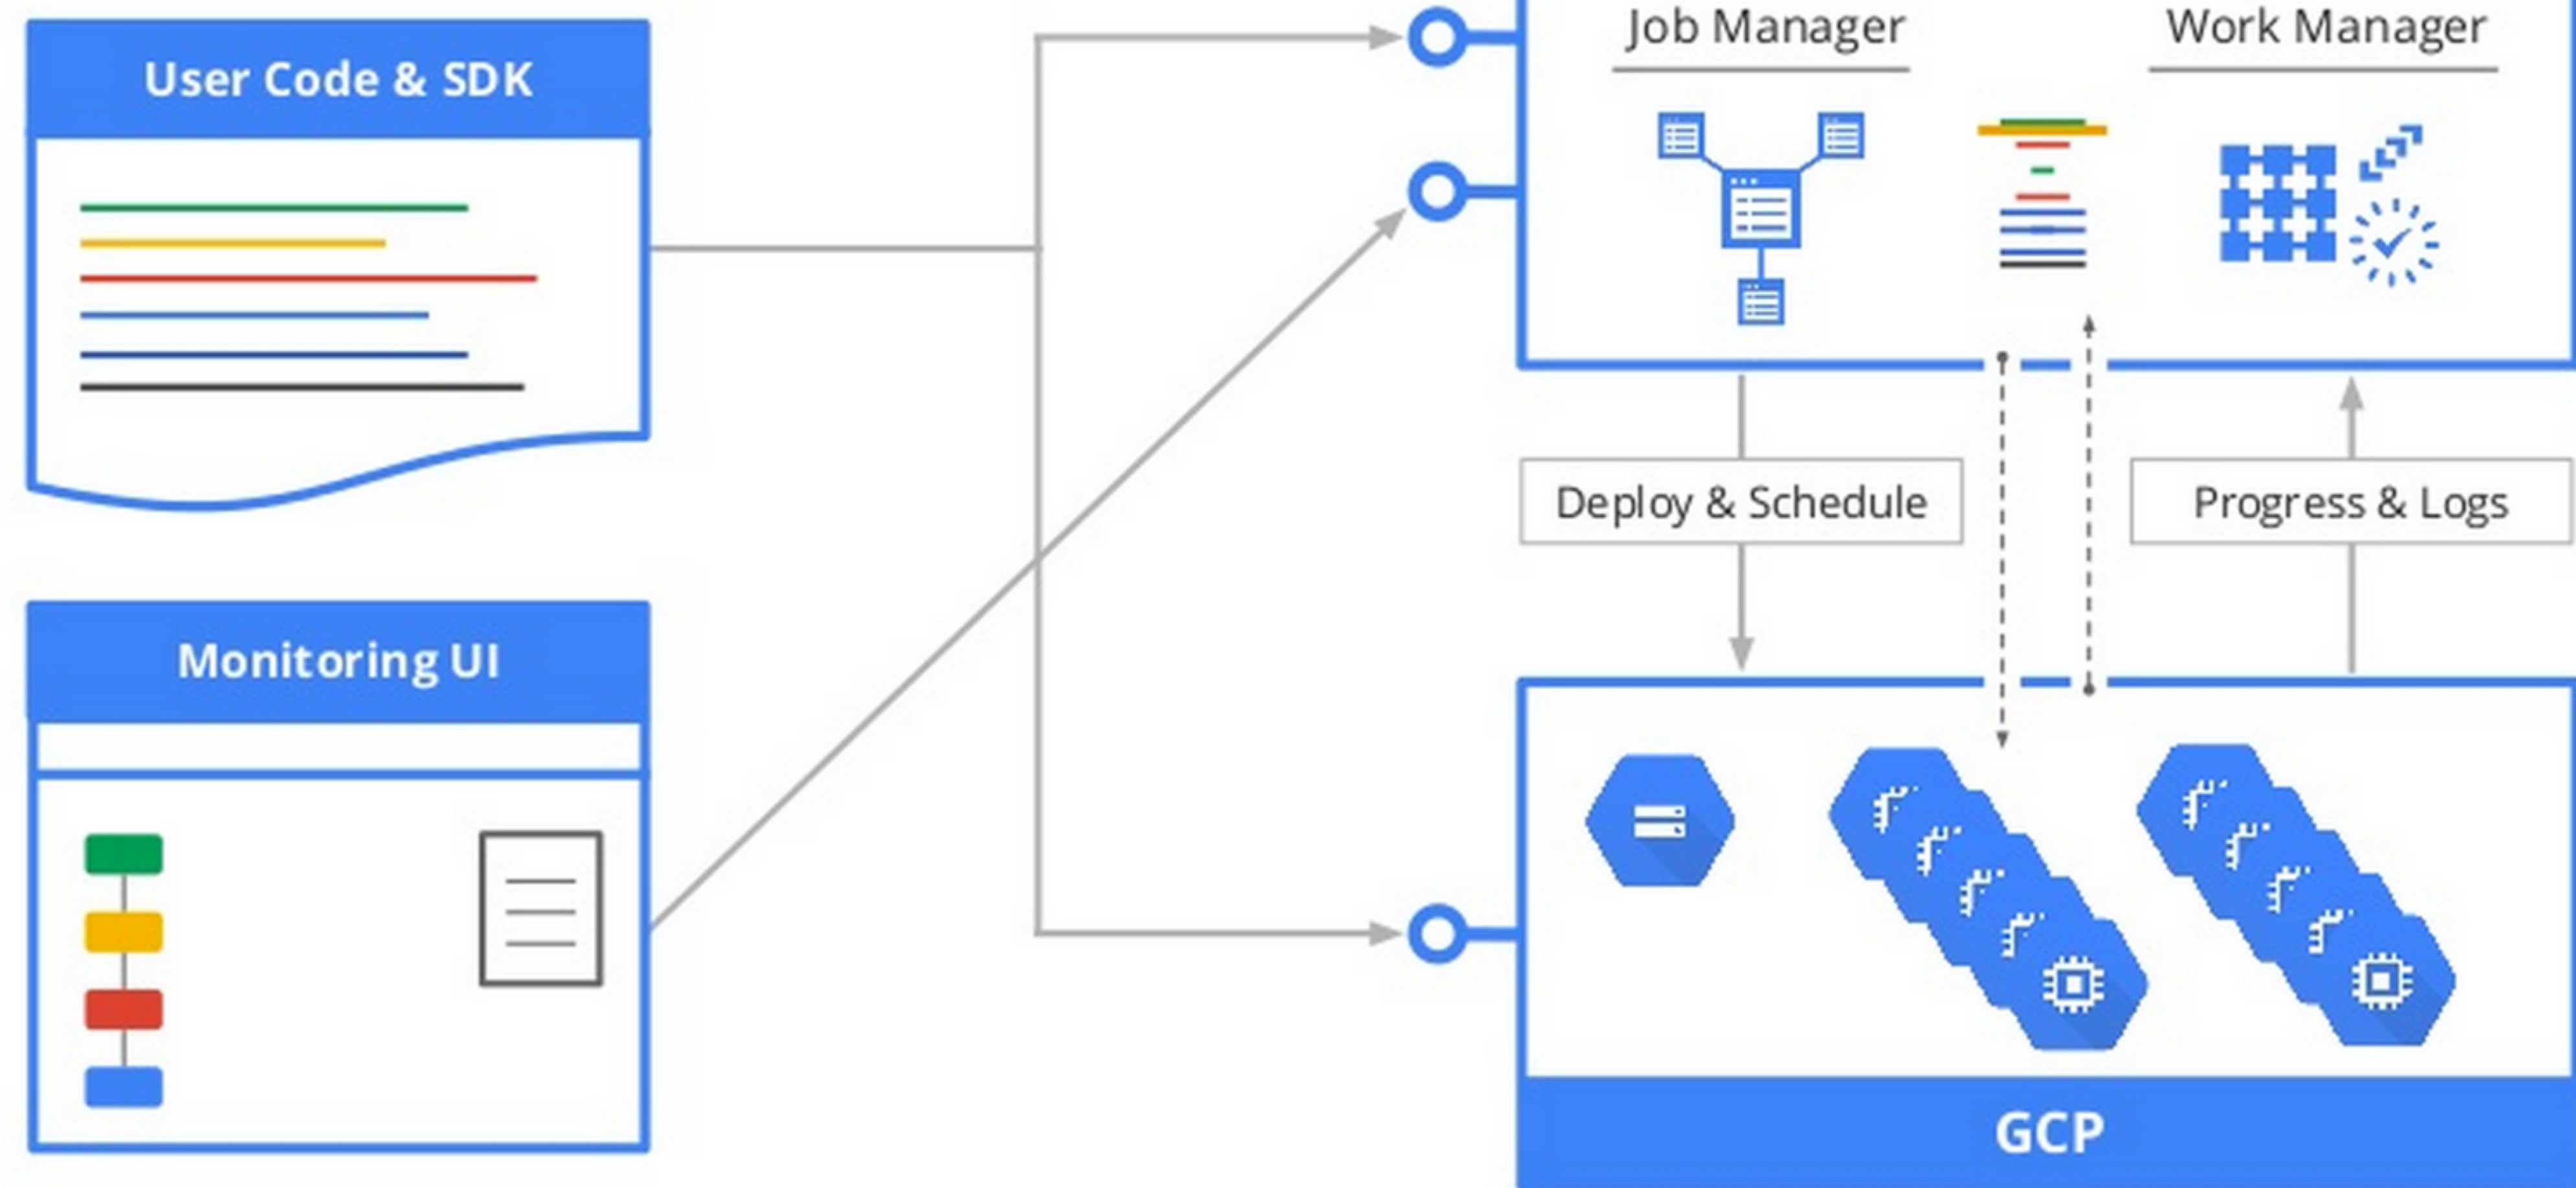 User Code & SDK
Job Manager
Work Manager
Deploy & Schedule
Progress & Logs
Monitoring UI
GCP